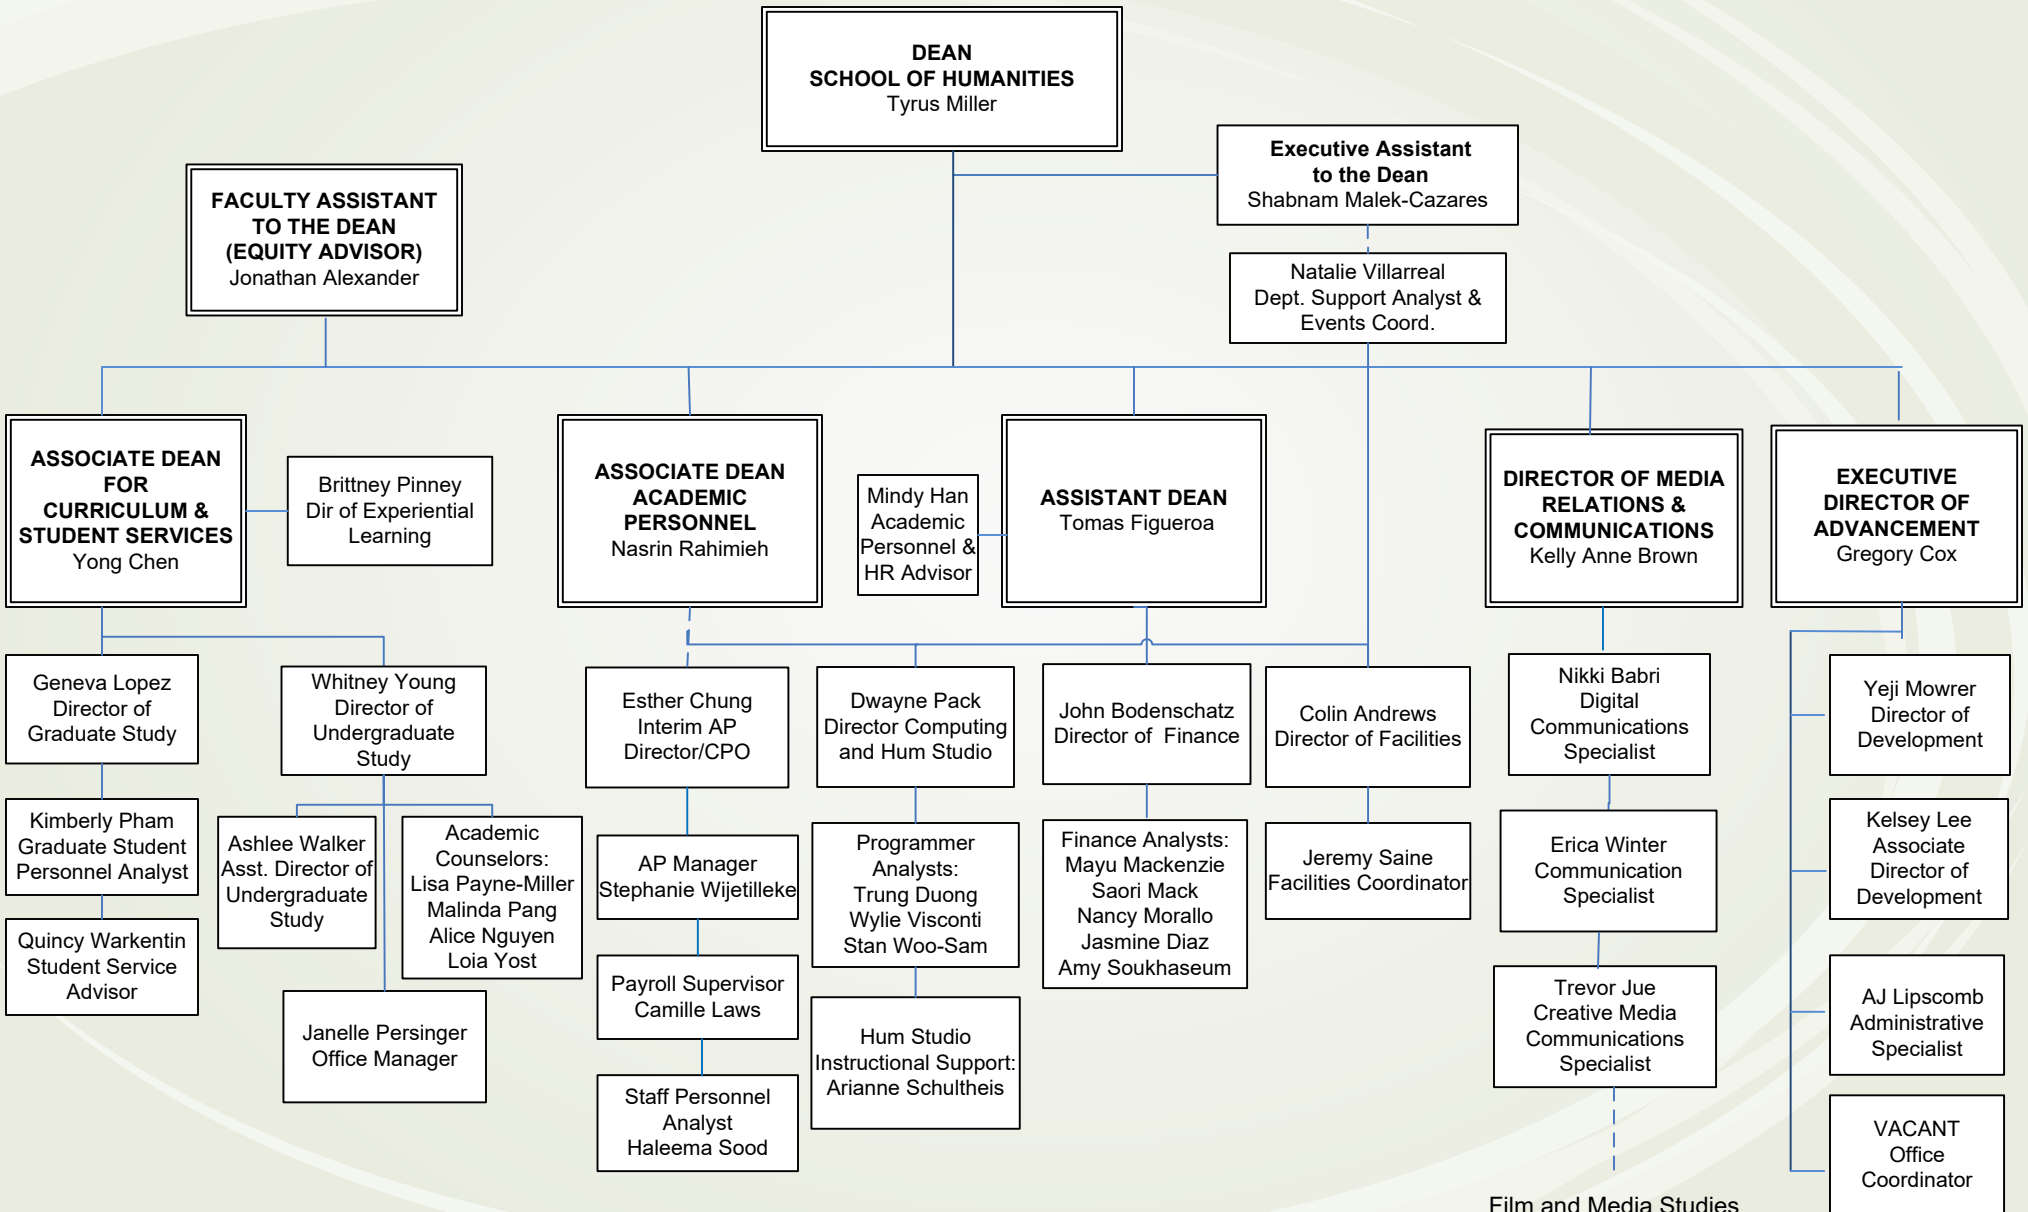 DEAN
SCHOOL OF HUMANITIES
Tyrus Miller
Executive Assistant
to the Dean
Shabnam Malek-Cazares
FACULTY ASSISTANT
TO THE DEAN
(EQUITY ADVISOR)
Jonathan Alexander
Natalie Villarreal
Dept. Support Analyst &
Events Coord.
ASSOCIATE DEAN
FOR
CURRICULUM &
STUDENT SERVICES
Yong Chen
Brittney Pinney
Dir of Experiential
Learning
ASSOCIATE DEAN
ACADEMIC
PERSONNEL
Nasrin Rahimieh
Mindy Han
Academic
Personnel &
HR Advisor
ASSISTANT DEAN
Tomas Figueroa
DIRECTOR OF MEDIA
RELATIONS &
COMMUNICATIONS
Kelly Anne Brown
EXECUTIVE
DIRECTOR OF
ADVANCEMENT
Gregory Cox
Geneva Lopez
Director of
Graduate Study
Whitney Young
Director of
Undergraduate
Study
Esther Chung
Interim AP
Director/CPO
Dwayne Pack
Director Computing
and Hum Studio
John Bodenschatz
Director of  Finance
Colin Andrews
Director of Facilities
Nikki Babri
Digital
Communications
Specialist
Yeji Mowrer
Director of
Development
Kimberly Pham
Graduate Student
Personnel Analyst
Ashlee Walker
Asst. Director of
Undergraduate
Study
Academic
Counselors:
Lisa Payne-Miller
Malinda Pang
Alice Nguyen
Loia Yost
AP Manager
Stephanie Wijetilleke
Programmer
Analysts:
Trung Duong
Wylie Visconti
Stan Woo-Sam
Finance Analysts:
Mayu Mackenzie
Saori Mack
Nancy Morallo
Jasmine Diaz
Amy Soukhaseum
Jeremy Saine
Facilities Coordinator
Erica Winter
Communication
Specialist
Kelsey Lee
Associate
Director of
Development
Quincy Warkentin
Student Service
Advisor
Janelle Persinger
Office Manager
Payroll Supervisor
Camille Laws
Hum Studio
Instructional Support:
Arianne Schultheis
Trevor Jue
Creative Media
Communications
Specialist
AJ Lipscomb
Administrative
Specialist
Staff Personnel
Analyst
Haleema Sood
VACANT
Office
Coordinator
Film and Media Studies